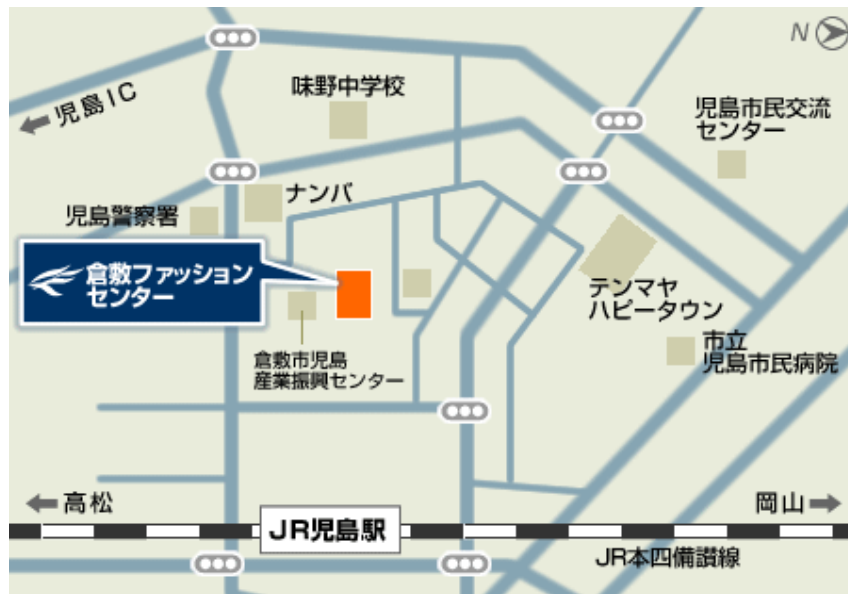 N
児島IC
味野中学校
児島市民交流
センター
ナンバ
児島警察署
倉敷ファッション
センター
テンマヤ
ハピータウン
市立
児島市民病院
倉敷市児島
産業振興センター
高松
岡山
JR児島駅
JR本四備讃線